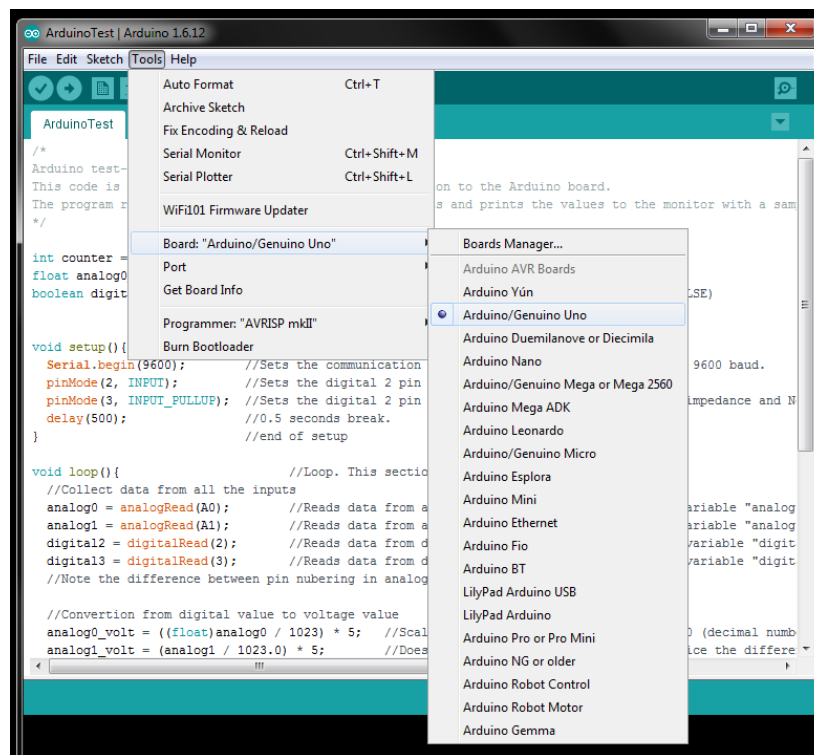 ArduinoTest | Arduino 1.6.12
File Edit Sketch Tools Help
ArduinoTest
Auto Format Ctrl+T
Archive Sketch
Fix Encoding & Reload
Serial Monitor Ctrl+Shift+M
Serial Plotter Ctrl+Shift+L
WiFi101 Firmware Updater
Board: "Arduino/Genuino Uno"
Port
Get Board Info
Programmer: "AVRISP mkII"
Burn Bootloader
Boards Manager...
Arduino AVR Boards
Arduino Yún
Arduino/Genuino Uno
Arduino Duemilanove or Diecimila
Arduino Nano
Arduino/Genuino Mega or Mega 2560
Arduino Mega ADK
Arduino Leonardo
Arduino/Genuino Micro
Arduino Esplora
Arduino Mini
Arduino Ethernet
Arduino Fio
Arduino BT
LilyPad Arduino USB
LilyPad Arduino
Arduino Pro or Pro Mini
Arduino NG or older
Arduino Robot Control
Arduino Robot Motor
Arduino Gemma
/*
Arduino test-
This code is on to the Arduino board.
The program r s and prints the values to the monitor with a sam
*/
int counter =
float analog0
boolean digit LSE)
void setup(){
Serial.begin(9600); //Sets the communication 9600 baud.
pinMode(2, INPUT); //Sets the digital 2 pin
pinMode(3, INPUT_PULLUP); //Sets the digital 2 pin impedance and N
delay(500); //0.5 seconds break.
} //end of setup
void loop(){ //Loop. This sectio
//Collect data from all the inputs
analog0 = analogRead(A0); //Reads data from a ariable "analog
analog1 = analogRead(A1); //Reads data from a ariable "analog
digital2 = digitalRead(2); //Reads data from d variable "digit
digital3 = digitalRead(3); //Reads data from d variable "digit
//Note the difference between pin nubering in analog
//Convertion from digital value to voltage value
analog0_volt = ((float)analog0 / 1023) * 5; //Scal 0 (decimal numb
analog1_volt = (analog1 / 1023.0) * 5; //Does ice the differe